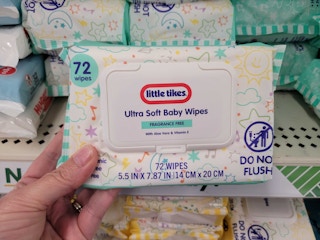 72
wipes
little tikes
Ultra Soft Baby Wipes
FRAGRANCE FREE
With Aloe Vera & Vitamin E
72 WIPES
5.5 IN X 7.87 IN (14 CM x 20 CM)
DO NOT
FLUSH